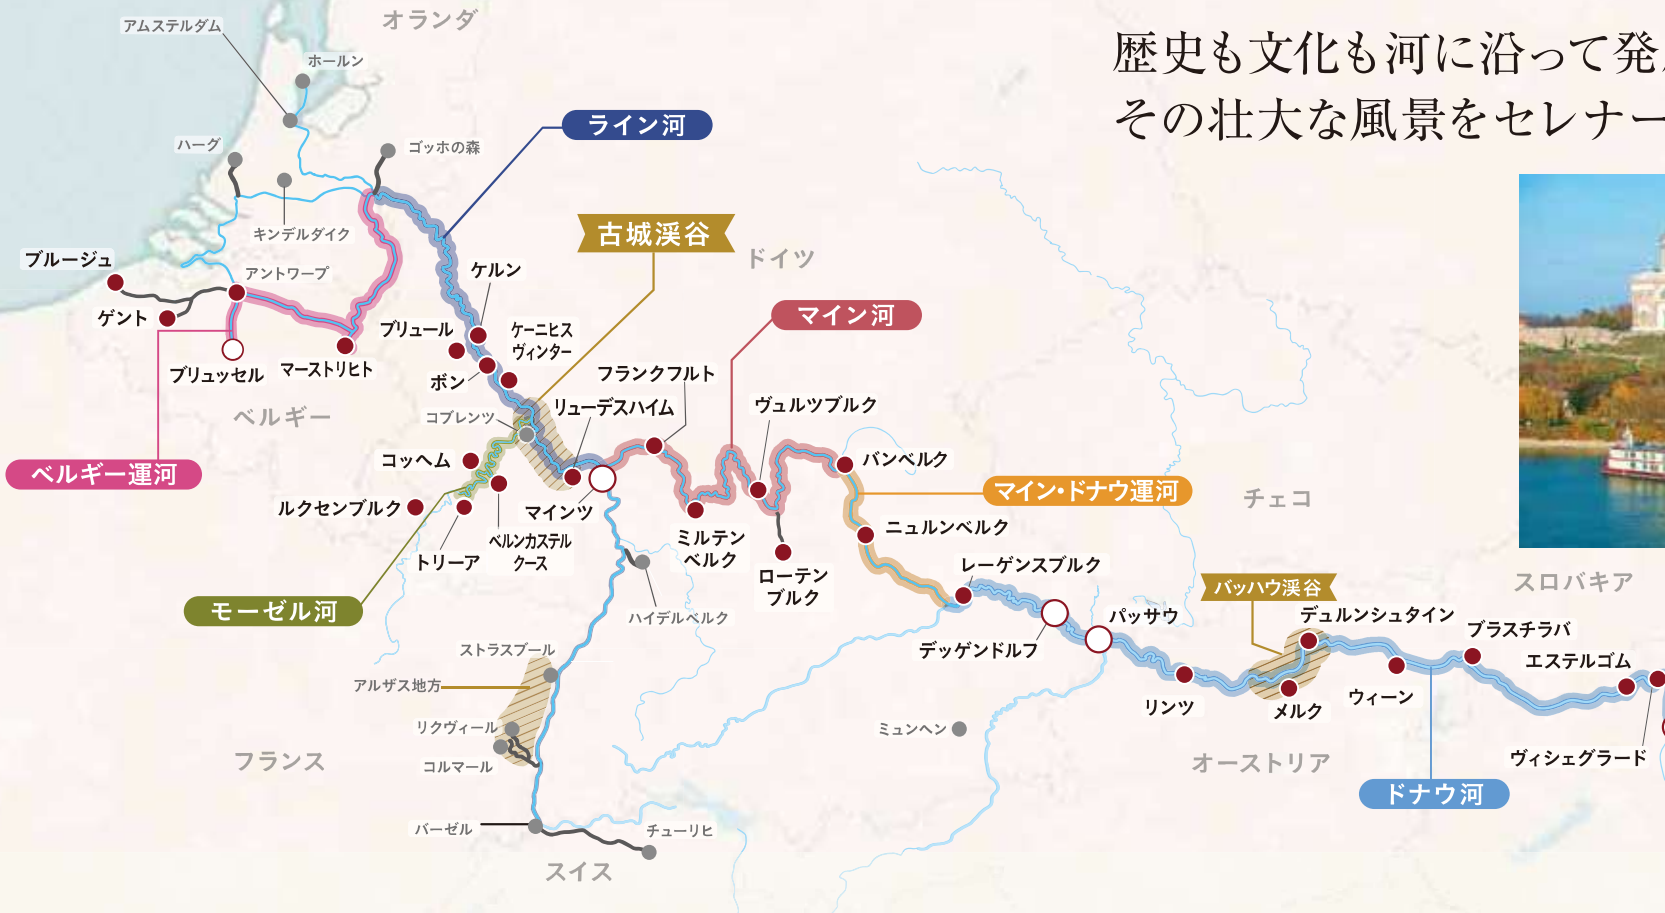 歴史も文化も河に沿って発
その壮大な風景をセレナー
オランダ
アムステルダム
ホールン
ハーグ
ゴッホの森
ライン河
キンデルダイク
古城渓谷
ドイツ
ブルージュ
アントワープ
ケルン
ゲント
ブリュール
ケーニヒス
ヴィンター
マイン河
ブリュッセル
マーストリヒト
ボン
フランクフルト
ベルギー
コブレンツ
リューデスハイム
ヴュルツブルク
ベルギー運河
コッヘム
バンベルク
マイン・ドナウ運河
チェコ
ルクセンブルク
マインツ
ニュルンベルク
トリーア
ベルンカステル
クース
ミルテン
ベルク
ローテン
ブルク
レーゲンスブルク
バッハウ渓谷
スロバキア
モーゼル河
ハイデルベルク
パッサウ
デュルンシュタイン
ブラスチラバ
ストラスブール
デッゲンドルフ
エステルゴム
アルザス地方
リンツ
メルク
ウィーン
リクヴィール
ミュンヘン
フランス
コルマール
オーストリア
ヴィシェグラード
ドナウ河
バーゼル
チューリヒ
スイス